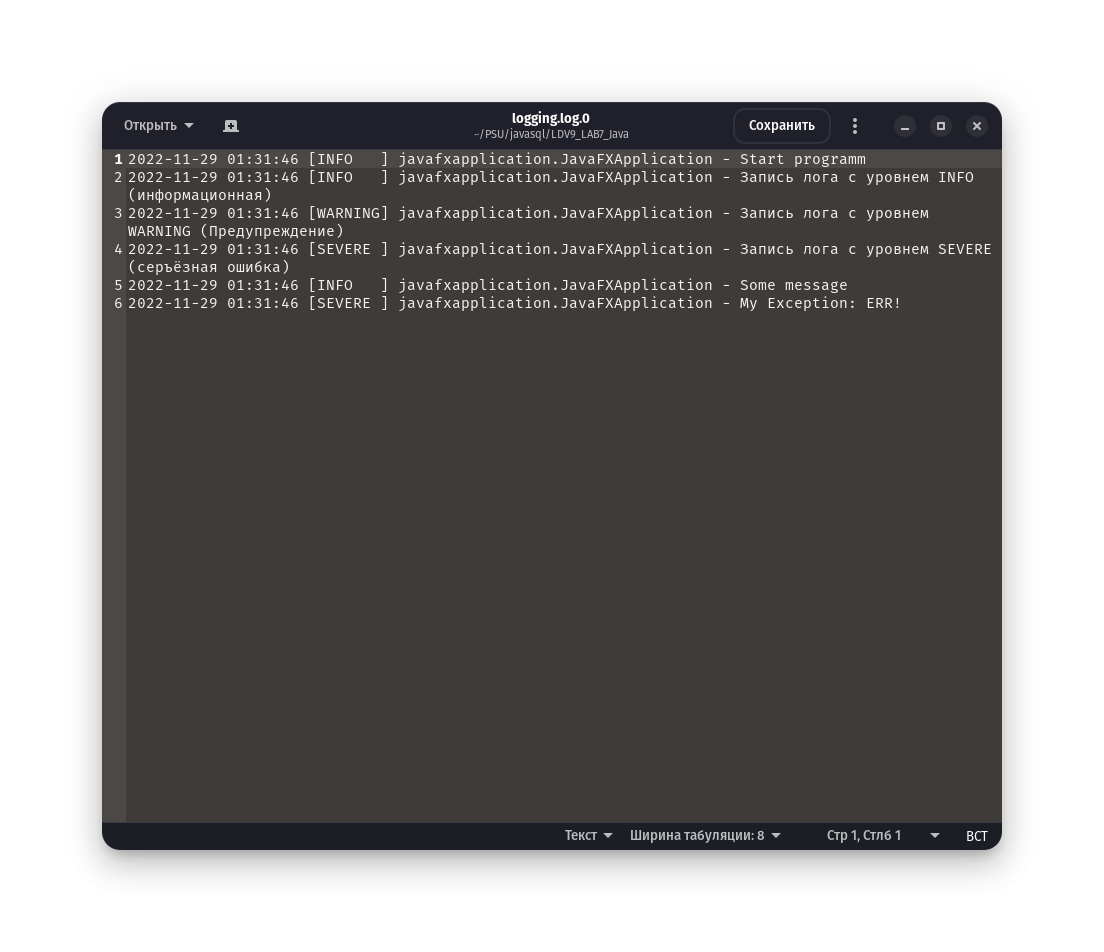 Открыть
logging.log.0
~/PSU/javasql/LDV9_LAB7_Java
Сохранить
1 2022-11-29 01:31:46 [INFO   ] javafxapplication.JavaFXApplication - Start programm
2 2022-11-29 01:31:46 [INFO   ] javafxapplication.JavaFXApplication - Запись лога с уровнем INFO
(информационная)
3 2022-11-29 01:31:46 [WARNING] javafxapplication.JavaFXApplication - Запись лога с уровнем
WARNING (Предупреждение)
4 2022-11-29 01:31:46 [SEVERE ] javafxapplication.JavaFXApplication - Запись лога с уровнем SEVERE
(серъёзная ошибка)
5 2022-11-29 01:31:46 [INFO   ] javafxapplication.JavaFXApplication - Some message
6 2022-11-29 01:31:46 [SEVERE ] javafxapplication.JavaFXApplication - My Exception: ERR!
Текст Ширина табуляции: 8 Стр 1, Стлб 1 ВСТ